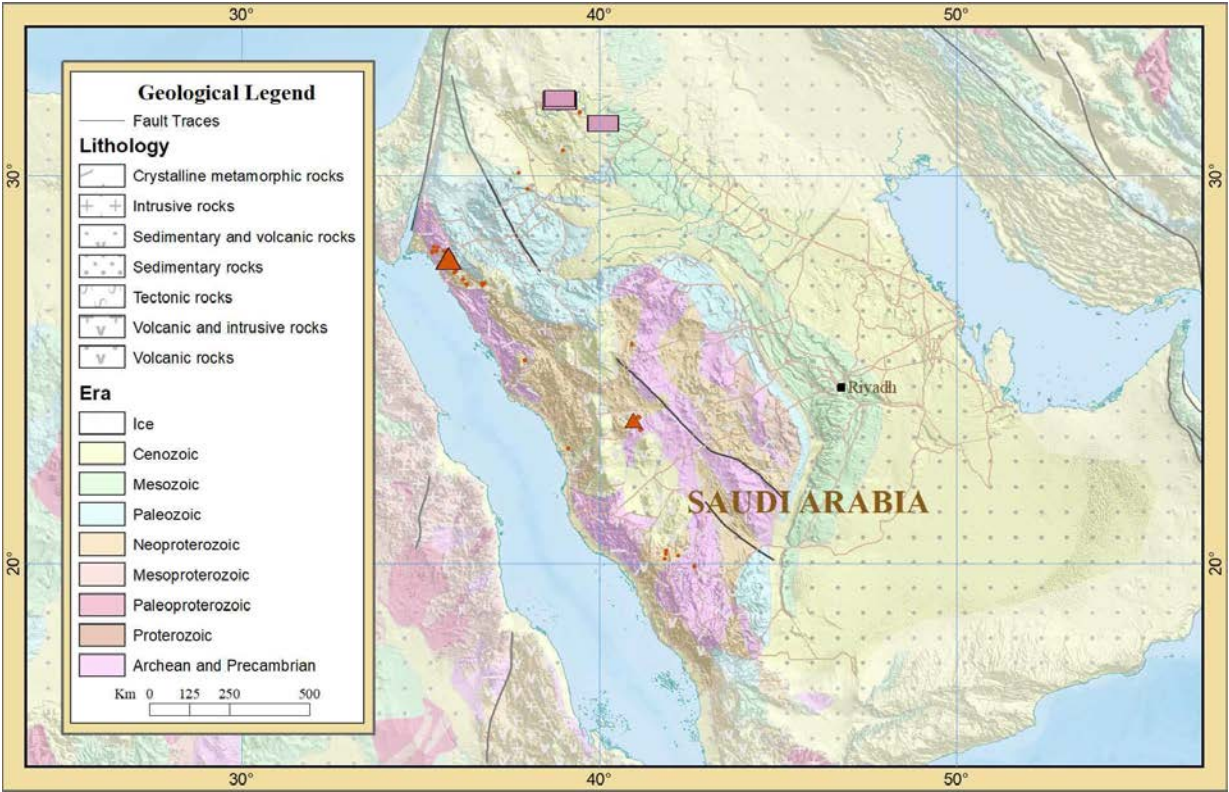 30°
40°
50°
Geological Legend
Fault Traces
Lithology
Crystalline metamorphic rocks
Intrusive rocks
Sedimentary and volcanic rocks
Sedimentary rocks
Tectonic rocks
Volcanic and intrusive rocks
Volcanic rocks
Era
Ice
Cenozoic
Mesozoic
Paleozoic
Neoproterozoic
Mesoproterozoic
Paleoproterozoic
Proterozoic
Archean and Precambrian
Km 0 125 250 500
30°
30°
Riyadh
SAUDI ARABIA
20°
20°
30°
40°
50°